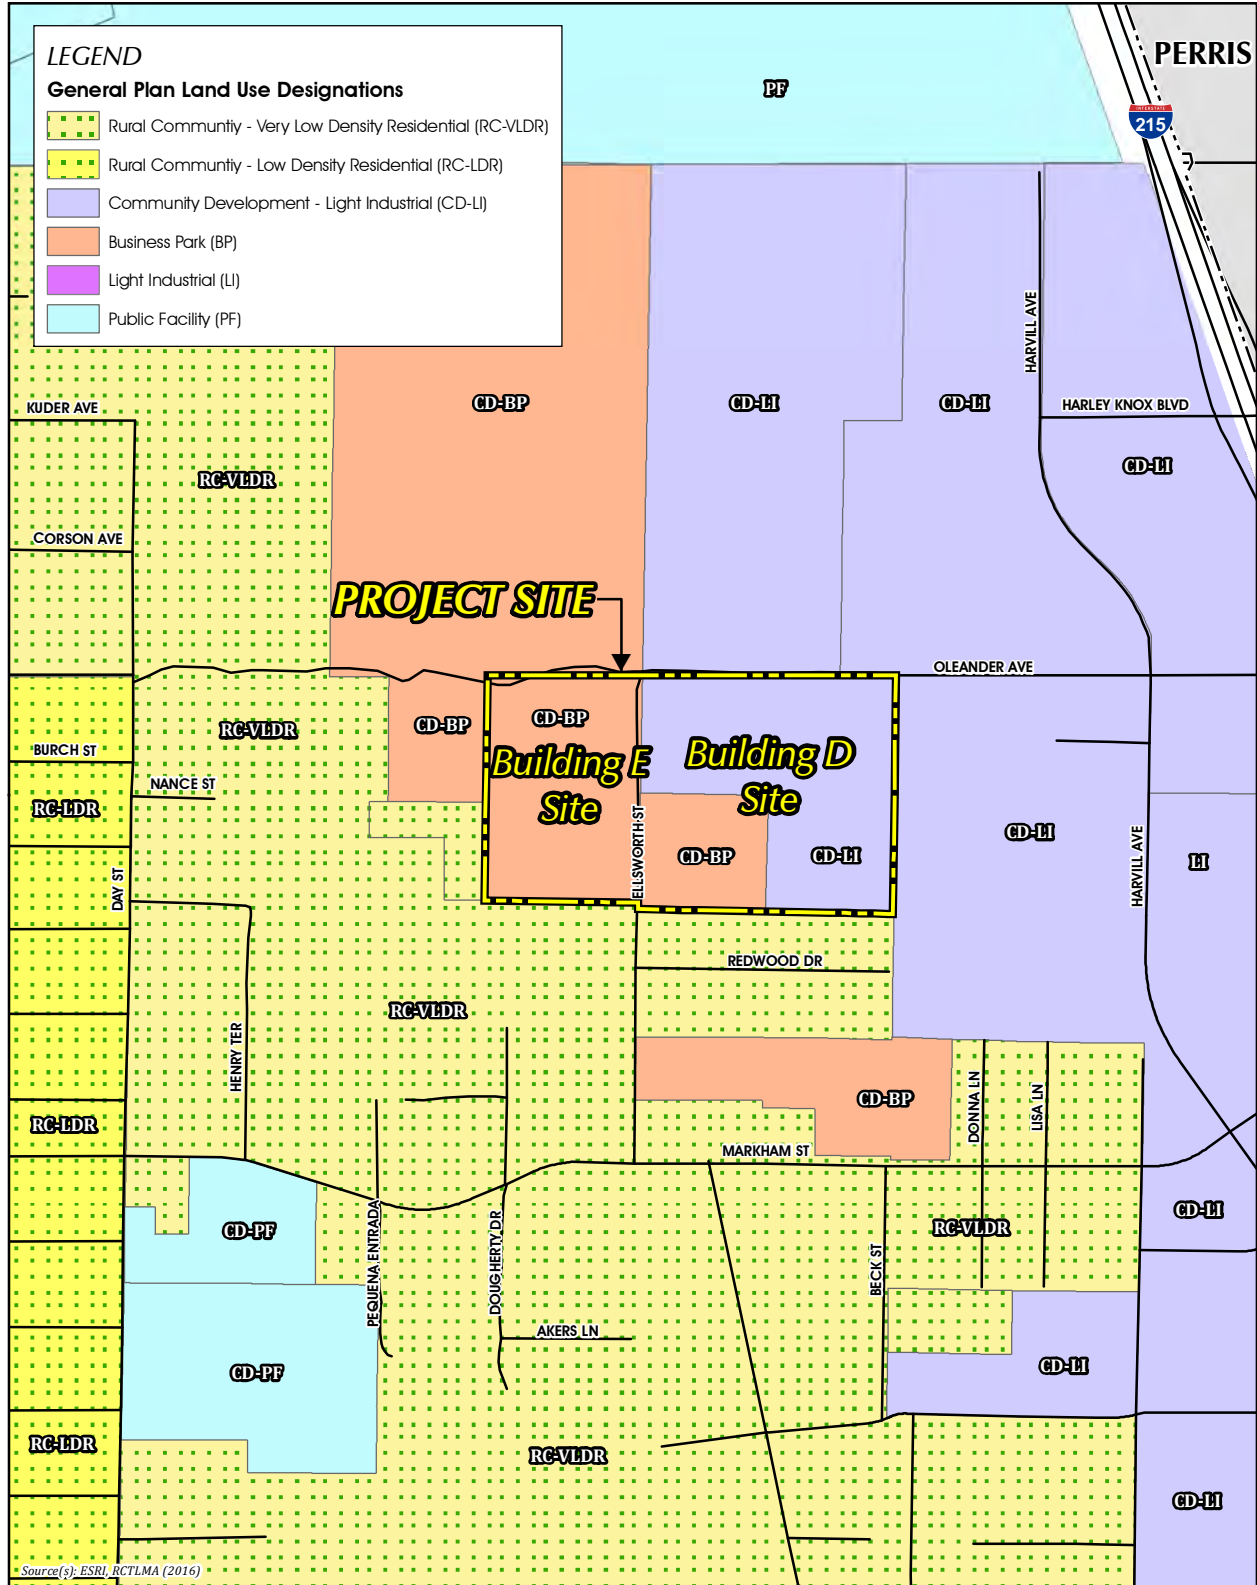 LEGEND
General Plan Land Use Designations
Rural Communtiy - Very Low Density Residential (RC-VLDR)
Rural Communtiy - Low Density Residential (RC-LDR)
Community Development - Light Industrial (CD-LI)
Business Park (BP)
Light Industrial (LI)
Public Facility (PF)
PERRIS
PF
INTERSTATE
215
HARVILL AVE
KUDER AVE
CD-BP
CD-LI
CD-LI
HARLEY KNOX BLVD
RC-VLDR
CD-LI
CORSON AVE
PROJECT SITE
OLEANDER AVE
RC-VLDR
CD-BP
CD-BP
BURCH ST
Building E
Site
Building D
Site
NANCE ST
RC-LDR
ELLSWORTH ST
CD-BP
CD-LI
CD-LI
HARVILL AVE
LI
DAY ST
REDWOOD DR
RC-VLDR
HENRY TER
CD-BP
DONNA LN
LISA LN
RC-LDR
MARKHAM ST
CD-PF
PEQUENA ENTRADA
DOUGHERTY DR
BECK ST
RC-VLDR
CD-LI
AKERS LN
CD-PF
CD-LI
RC-LDR
RC-VLDR
CD-LI
Source(s): ESRI, RCTLMA (2016)